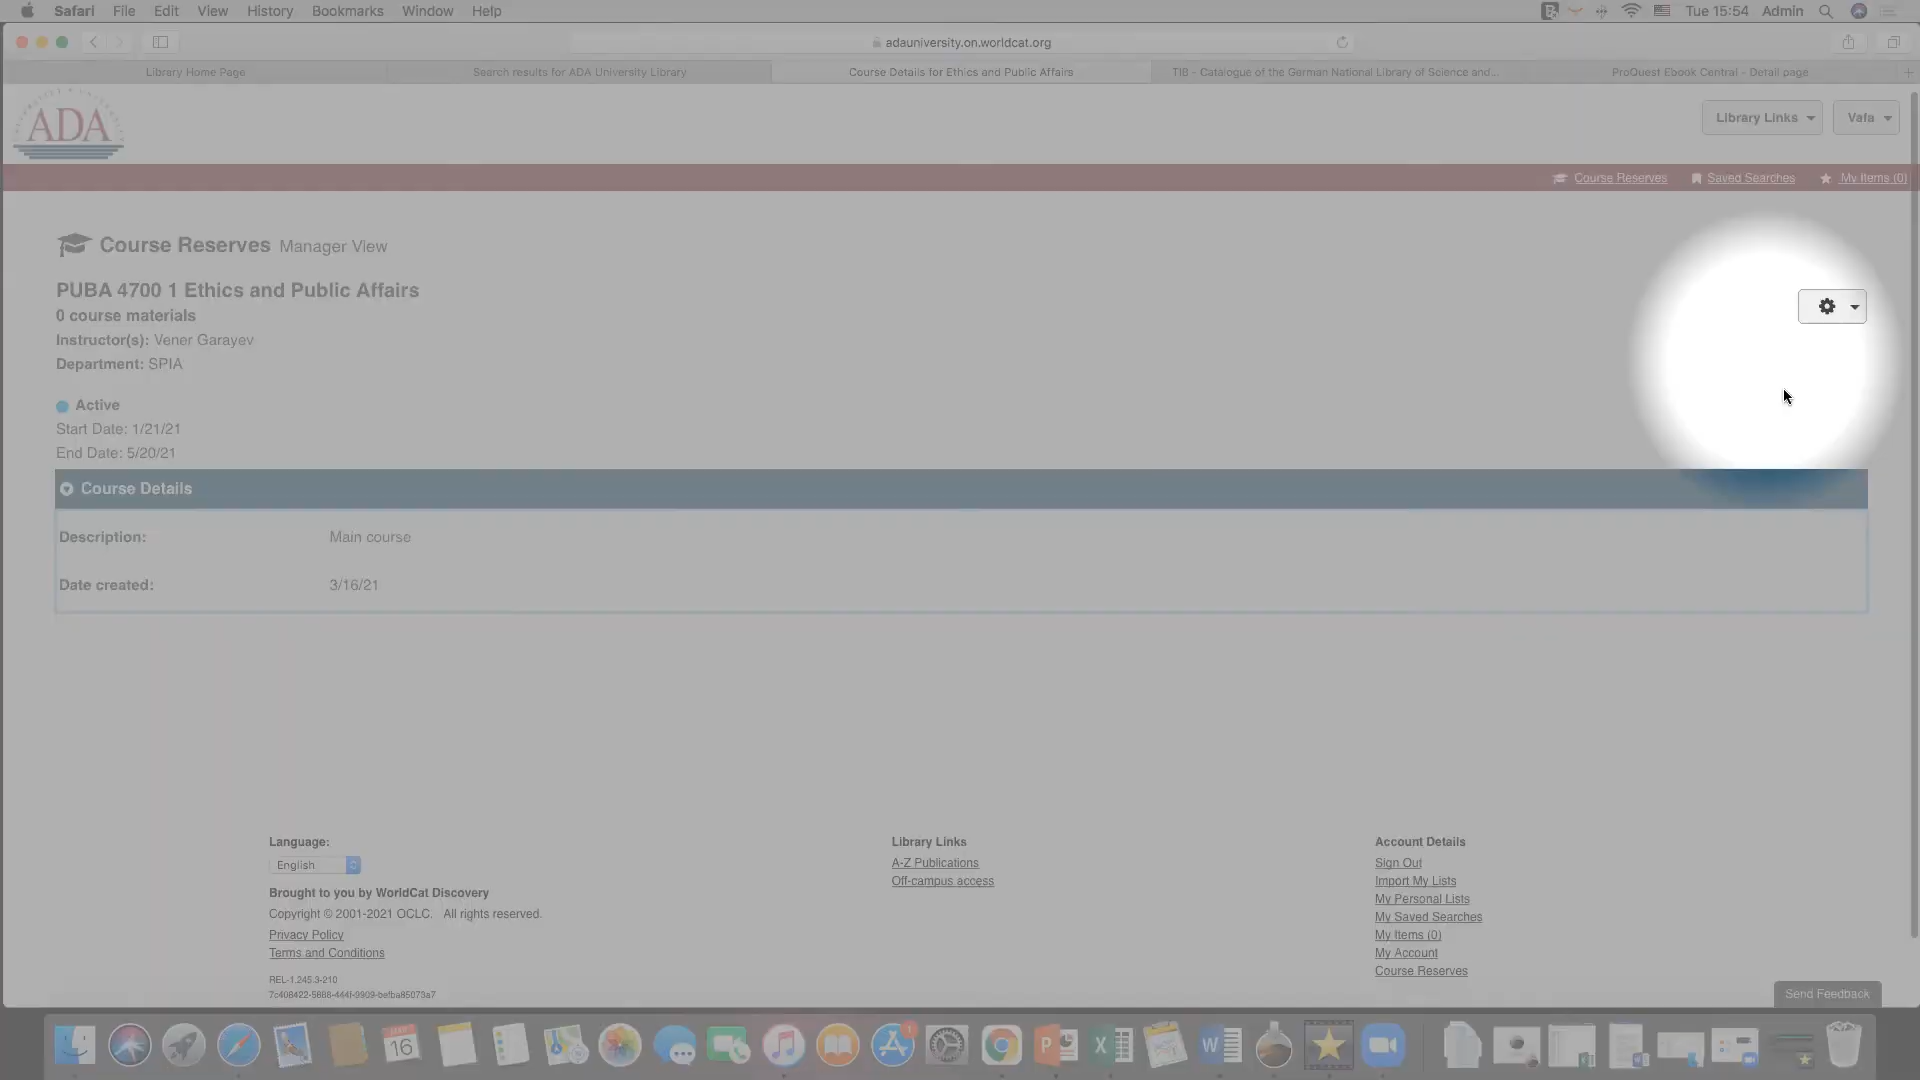 Safari File Edit View History Bookmarks Window Help Tue 15:54 Admin
adauniversity.on.worldcat.org
Library Home Page Search results for ADA University Library Course Details for Ethics and Public Affairs TIB - Catalogue of the German National Library of Science and... ProQuest Ebook Central - Detail page
ADA
Library Links Vafa
Course Reserves Saved Searches My Items (0)
Course Reserves Manager View
PUBA 4700 1 Ethics and Public Affairs
0 course materials
Instructor(s): Vener Garayev
Department: SPIA
Active
Start Date: 1/21/21
End Date: 5/20/21
Course Details
Description: Main course
Date created: 3/16/21
Language:
English
Brought to you by WorldCat Discovery
Copyright © 2001-2021 OCLC. All rights reserved.
Privacy Policy
Terms and Conditions
REL-1.245.3-210
Library Links
A-Z Publications
Off-campus access
Account Details
Sign Out
Import My Lists
My Personal Lists
My Saved Searches
My Items (0)
My Account
Course Reserves
Send Feedback
16
1